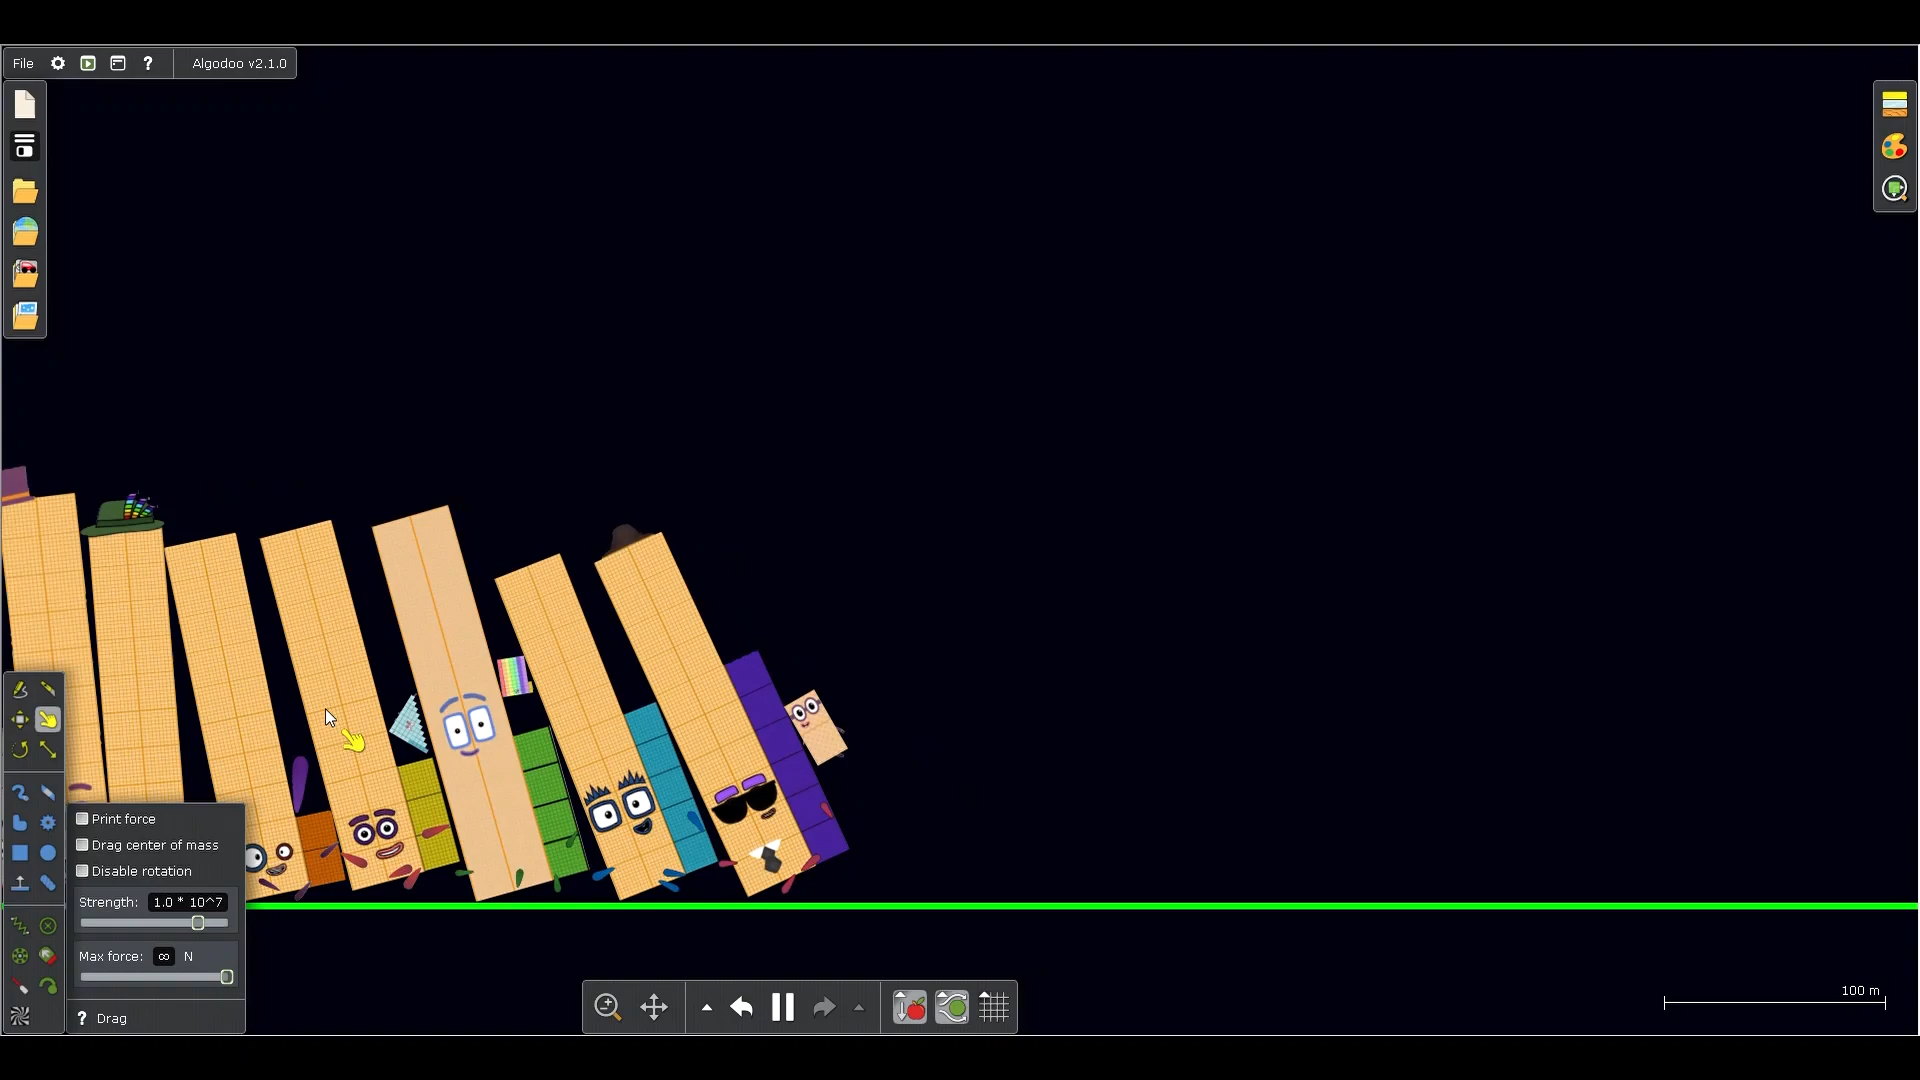 File ? Algodoo v2.1.0
Print force
Drag center of mass
Disable rotation
Strength: 1.0 * 10^7
Max force: ∞ N
? Drag
100 m